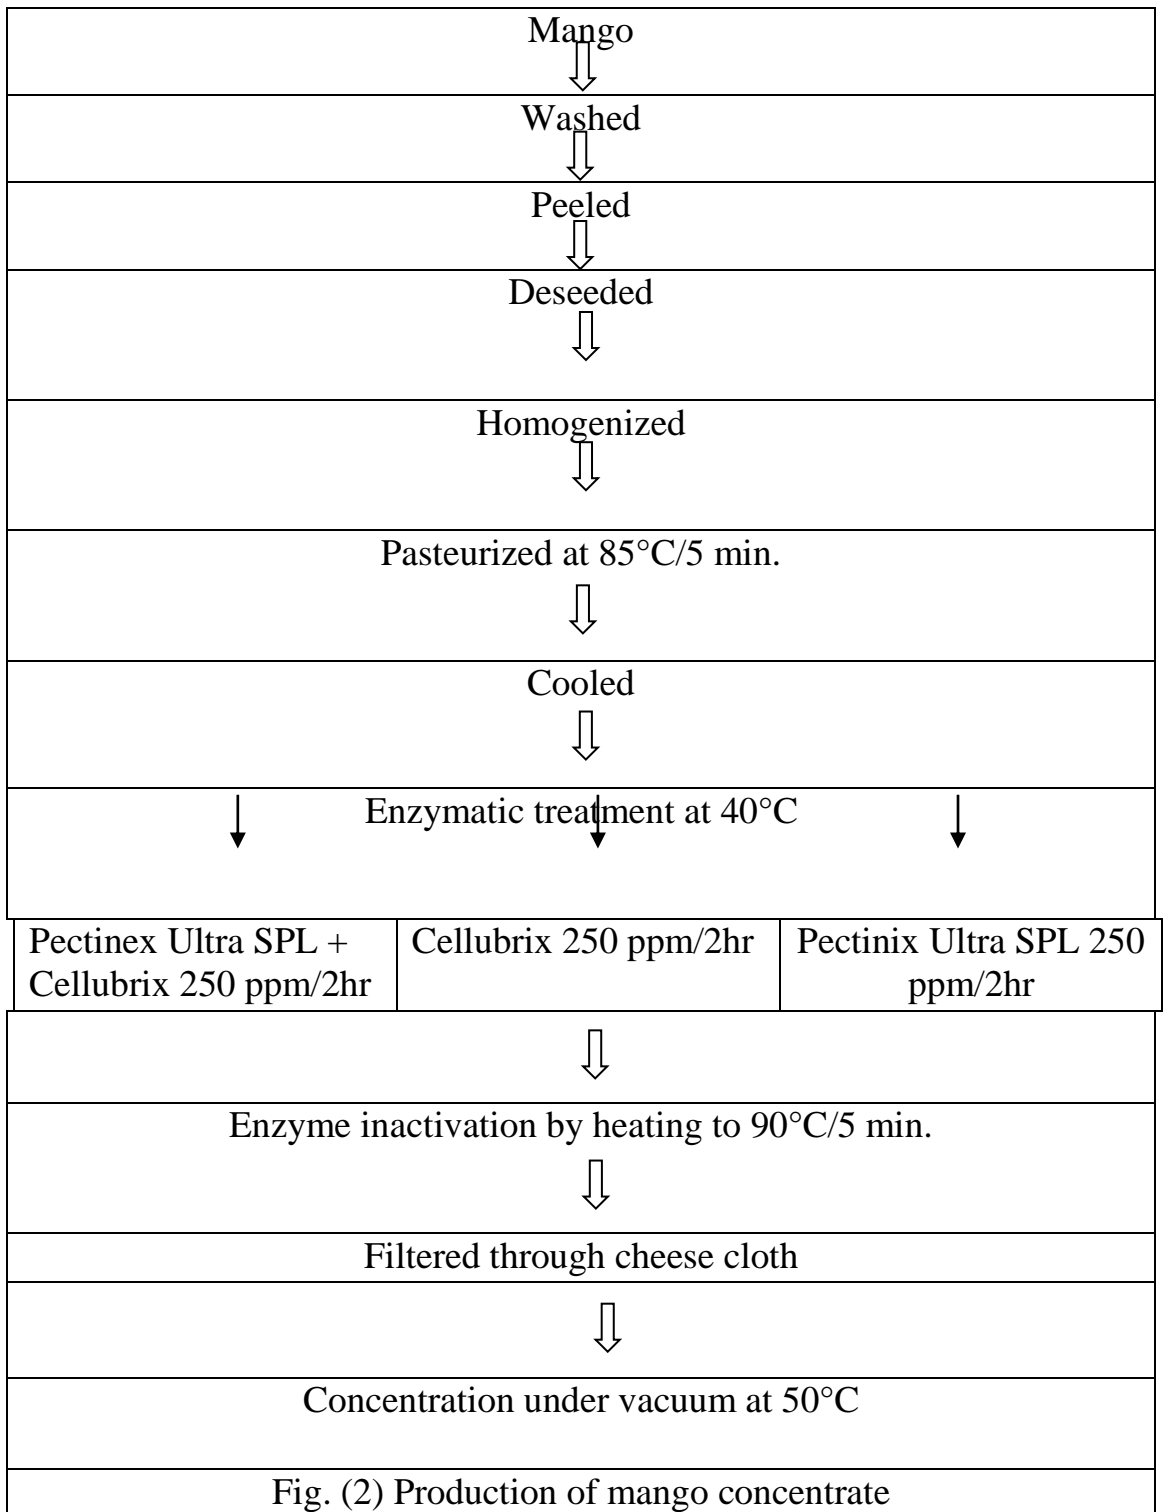 Mango
Washed
Peeled
Deseeded
Homogenized
Pasteurized at 85°C/5 min.
Cooled
Enzymatic treatment at 40°C
Pectinex Ultra SPL +
Cellubrix 250 ppm/2hr
Cellubrix 250 ppm/2hr
Pectinix Ultra SPL 250
ppm/2hr
Enzyme inactivation by heating to 90°C/5 min.
Filtered through cheese cloth
Concentration under vacuum at 50°C
Fig. (2) Production of mango concentrate